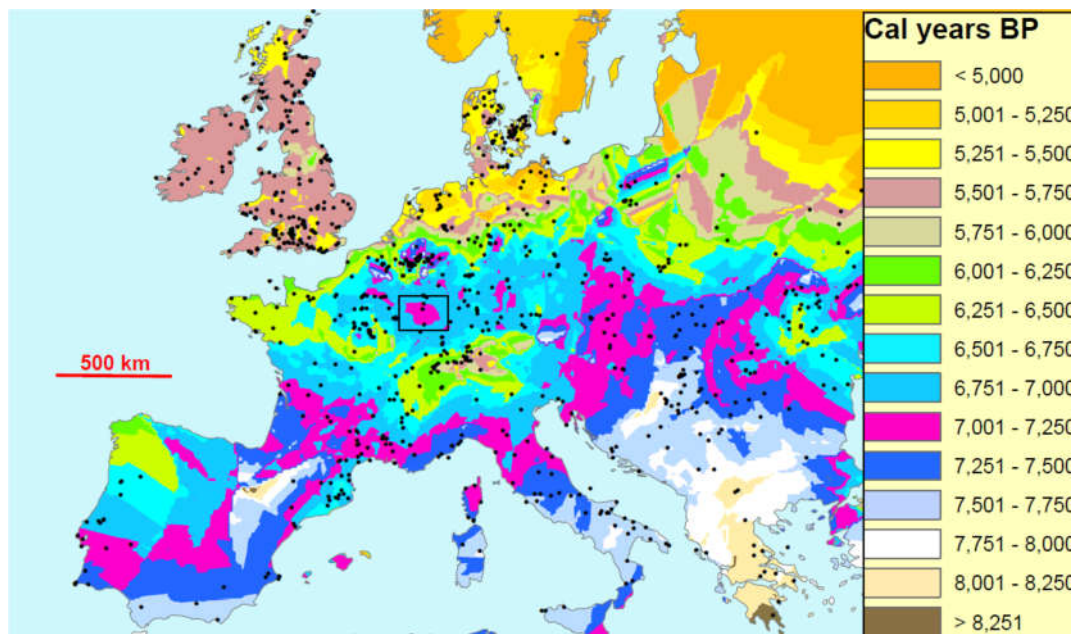 Cal years BP
< 5,000
5,001 - 5,250
5,251 - 5,500
5,501 - 5,750
5,751 - 6,000
6,001 - 6,250
6,251 - 6,500
6,501 - 6,750
6,751 - 7,000
7,001 - 7,250
7,251 - 7,500
7,501 - 7,750
7,751 - 8,000
8,001 - 8,250
> 8,251
500 km